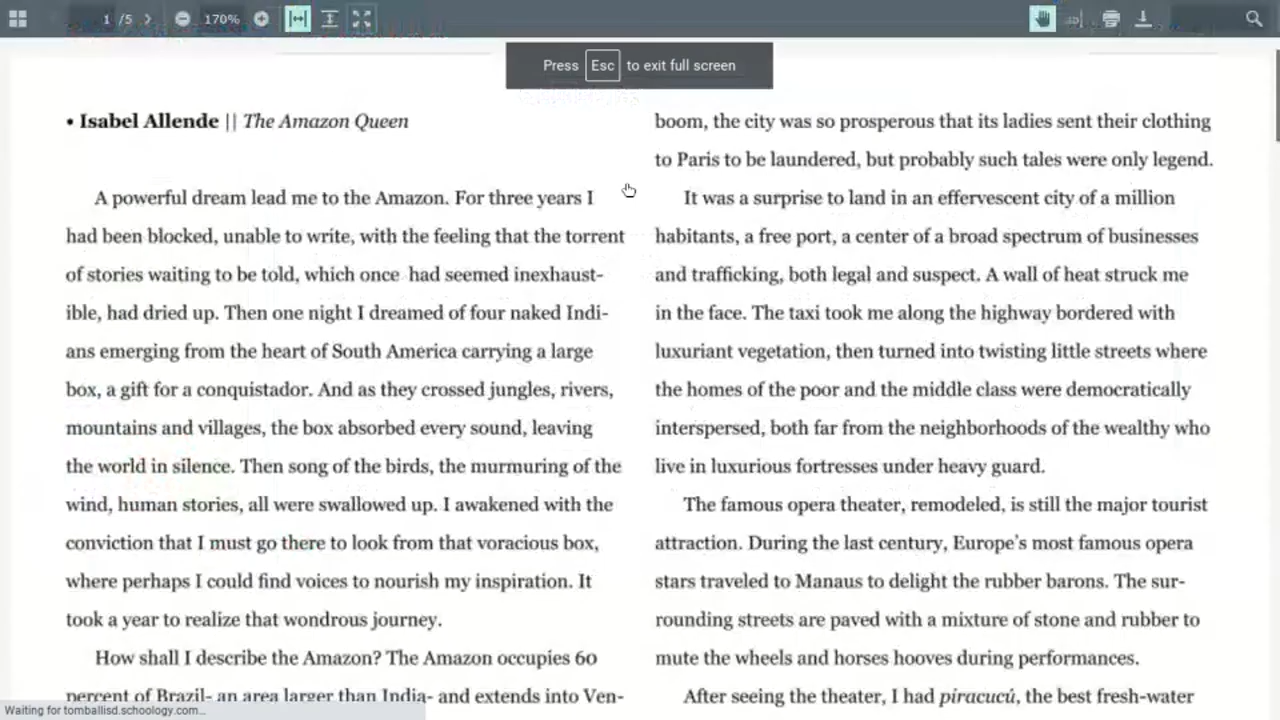 1 /5
170%
Press Esc to exit full screen
• Isabel Allende || The Amazon Queen
A powerful dream lead me to the Amazon. For three years I
had been blocked, unable to write, with the feeling that the torrent
of stories waiting to be told, which once had seemed inexhaust-
ible, had dried up. Then one night I dreamed of four naked Indi-
ans emerging from the heart of South America carrying a large
box, a gift for a conquistador. And as they crossed jungles, rivers,
mountains and villages, the box absorbed every sound, leaving
the world in silence. Then song of the birds, the murmuring of the
wind, human stories, all were swallowed up. I awakened with the
conviction that I must go there to look from that voracious box,
where perhaps I could find voices to nourish my inspiration. It
took a year to realize that wondrous journey.
How shall I describe the Amazon? The Amazon occupies 60
percent of Brazil- an area larger than India- and extends into Ven-
boom, the city was so prosperous that its ladies sent their clothing
to Paris to be laundered, but probably such tales were only legend.
It was a surprise to land in an effervescent city of a million
habitants, a free port, a center of a broad spectrum of businesses
and trafficking, both legal and suspect. A wall of heat struck me
in the face. The taxi took me along the highway bordered with
luxuriant vegetation, then turned into twisting little streets where
the homes of the poor and the middle class were democratically
interspersed, both far from the neighborhoods of the wealthy who
live in luxurious fortresses under heavy guard.
The famous opera theater, remodeled, is still the major tourist
attraction. During the last century, Europe's most famous opera
stars traveled to Manaus to delight the rubber barons. The sur-
rounding streets are paved with a mixture of stone and rubber to
mute the wheels and horses hooves during performances.
After seeing the theater, I had piracucú, the best fresh-water
Waiting for tomballisd.schoology.com...